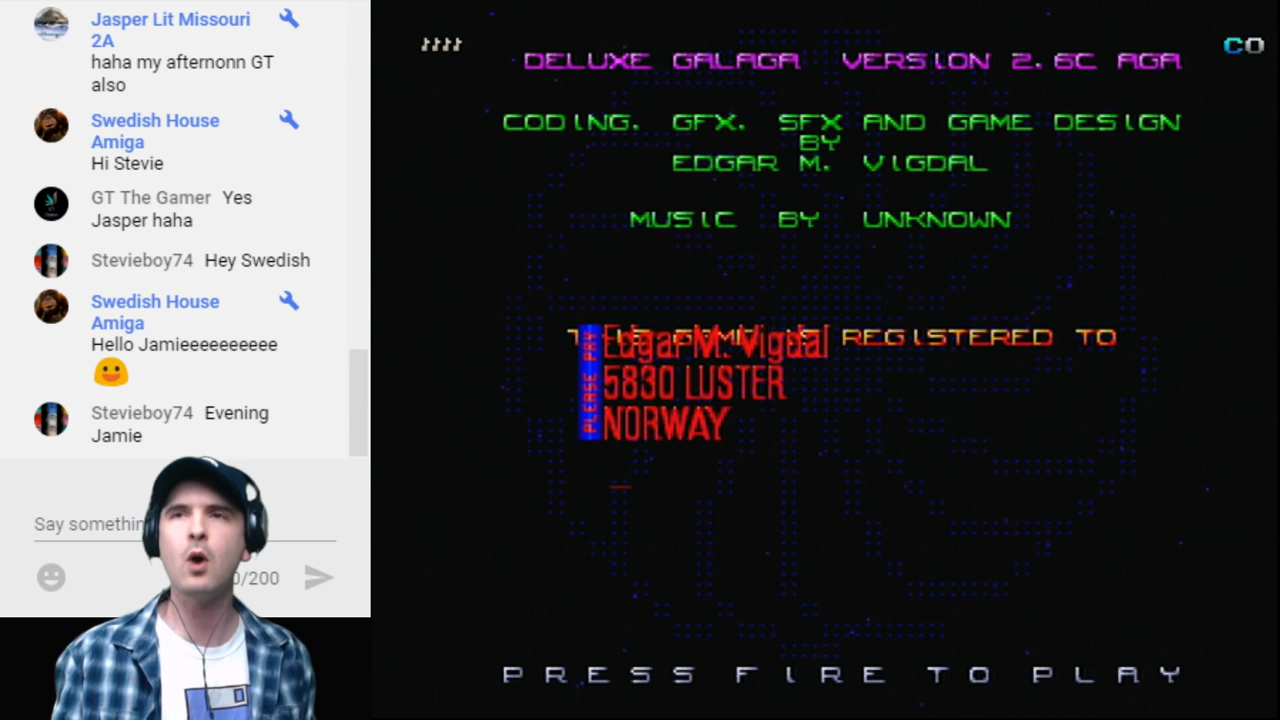 Jasper Lit Missouri
2A
haha my afternonn GT
also
Swedish House
Amiga
Hi Stevie
GT The Gamer Yes
Jasper haha
Stevieboy74 Hey Swedish
Swedish House
Amiga
Hello Jamieeeeeeeeee
Stevieboy74 Evening
Jamie
Say somethin
0/200
CO
DELUXE GALAGA VERSION 2.6C AGA
CODING. GFX. SFX AND GAME DESIGN
BY
EDGAR M. VIGDAL
MUSIC BY UNKNOWN
REGISTERED TO
PLEASE PAY
Edgar M. Vigdal
5830 LUSTER
NORWAY
PRESS FIRE TO PLAY